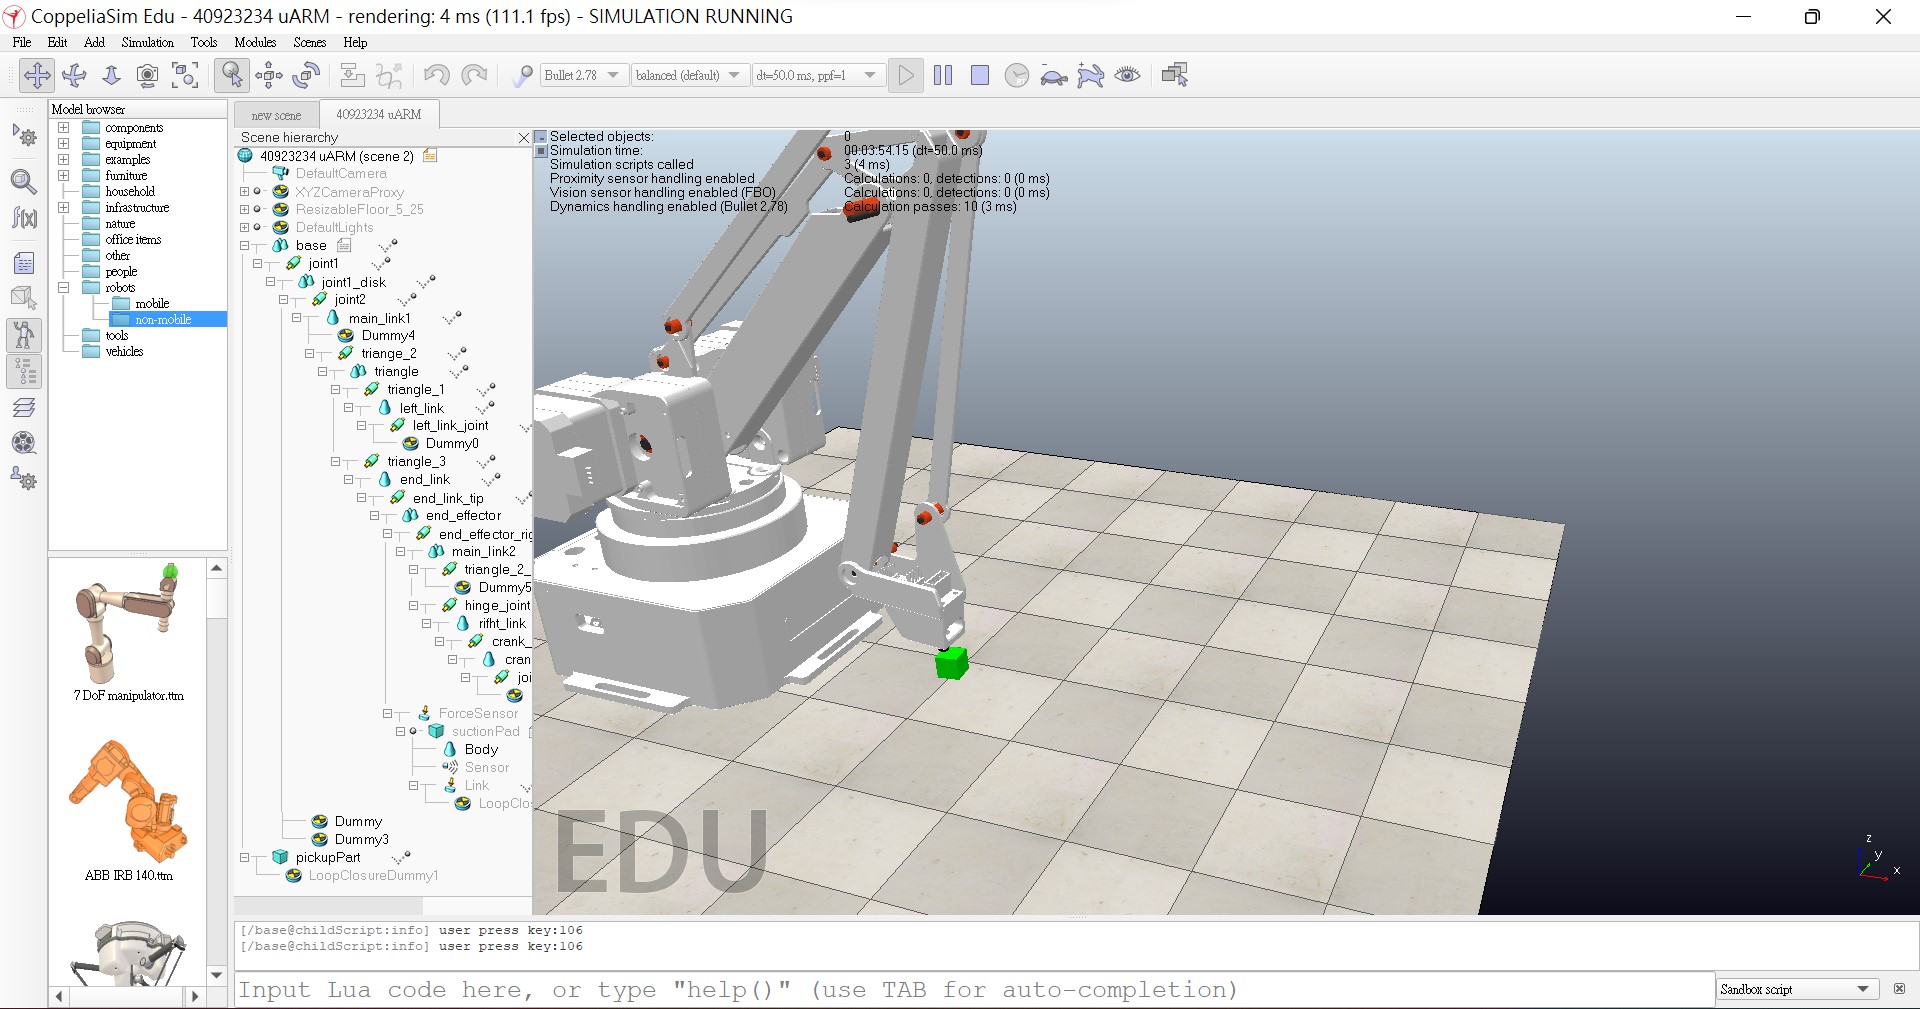 CoppeliaSim Edu - 40923234 uARM - rendering: 4 ms (111.1 fps) - SIMULATION RUNNING
File Edit Add Simulation Tools Modules Scenes Help
Bullet 2.78 balanced (default) dt=50.0 ms, ppf=1
Model browser
components
equipment
examples
furniture
household
infrastructure
nature
office items
other
people
robots
mobile
non-mobile
tools
vehicles
7 DoF manipulator.ttm
ABB IRB 140.ttm
new scene 40923234 uARM
Scene hierarchy
40923234 uARM (scene 2)
DefaultCamera
XYZCameraProxy
ResizableFloor_5_25
DefaultLights
base
joint1
joint1_disk
joint2
main_link1
Dummy4
triange_2
triangle
triangle_1
left_link
left_link_joint
Dummy0
triangle_3
end_link
end_link_tip
end_effector
end_effector_rig
main_link2
triangle_2_
Dummy5
hinge_joint
rifht_link
crank_
cran
joi
ForceSensor
suctionPad
Body
Sensor
Link
LoopClos
Dummy
Dummy3
pickupPart
LoopClosureDummy1
Selected objects: 0
Simulation time: 00:03:54.15 (dt=50.0 ms)
Simulation scripts called 3 (4 ms)
Proximity sensor handling enabled Calculations: 0, detections: 0 (0 ms)
Vision sensor handling enabled (FBO) Calculations: 0, detections: 0 (0 ms)
Dynamics handling enabled (Bullet 2.78) Calculation passes: 10 (3 ms)
EDU
z
y
x
[/base@childScript:info] user press key:106
[/base@childScript:info] user press key:106
Input Lua code here, or type "help()" (use TAB for auto-completion)
Sandbox script